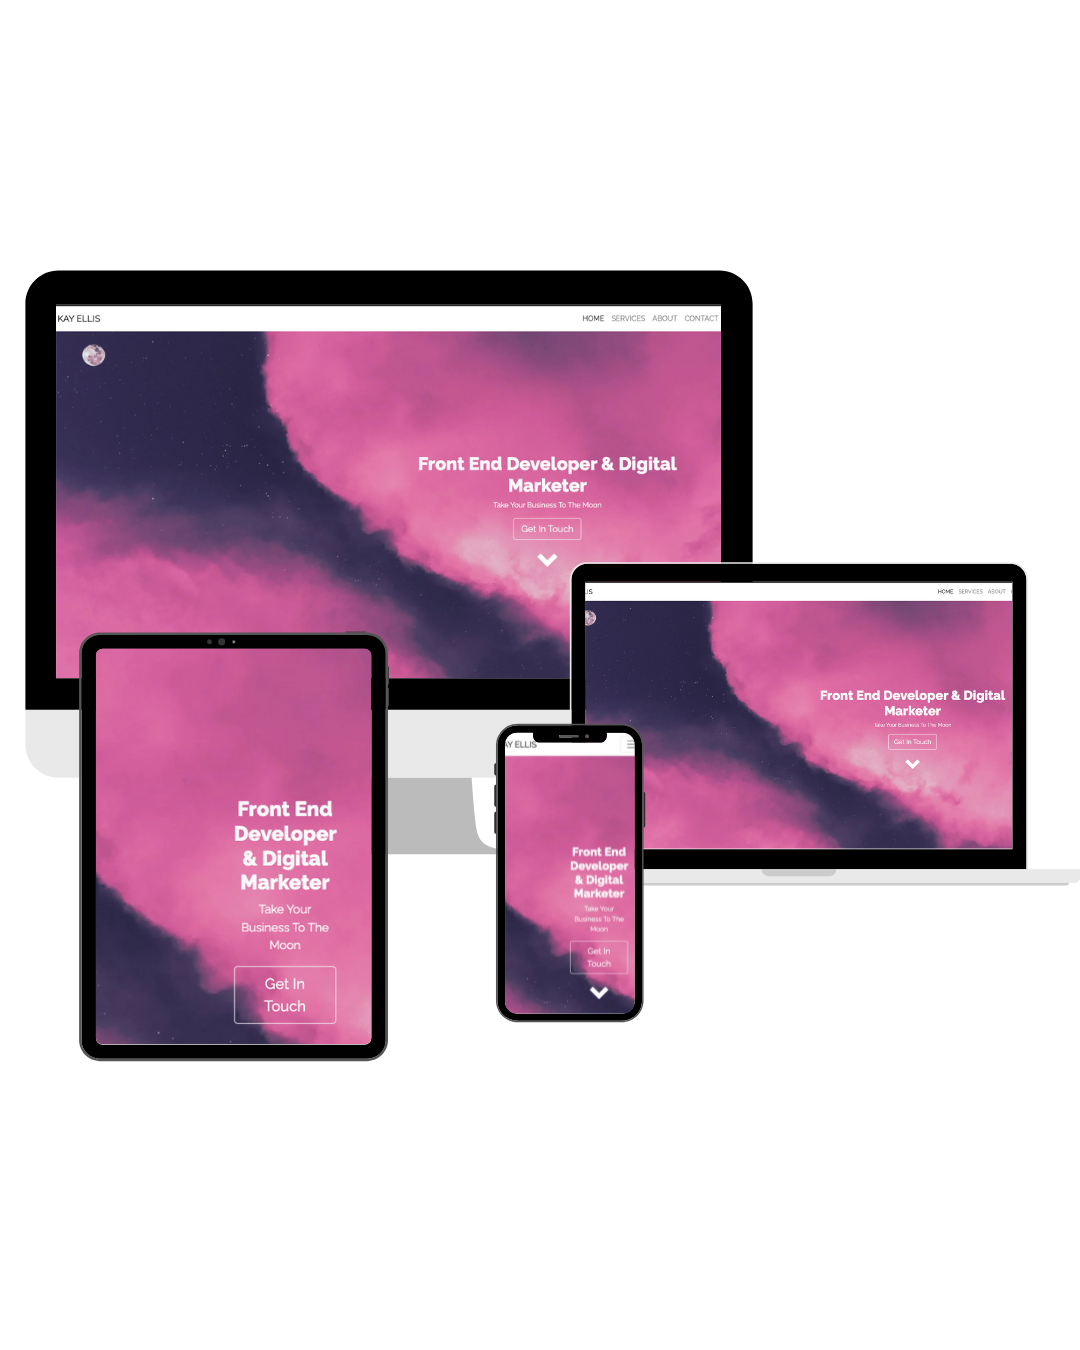 KAY ELLIS
HOME SERVICES ABOUT CONTACT
Front End Developer & Digital
Marketer
Take Your Business To The Moon
Get In Touch
IS
HOME SERVICES ABOUT
Front End Developer & Digital
Marketer
Take Your Business To The Moon
Get In Touch
Front End
Developer
& Digital
Marketer
Take Your
Business To The
Moon
Get In
Touch
AY ELLIS
Front End
Developer
& Digital
Marketer
Take Your
Business To The
Moon
Get In
Touch